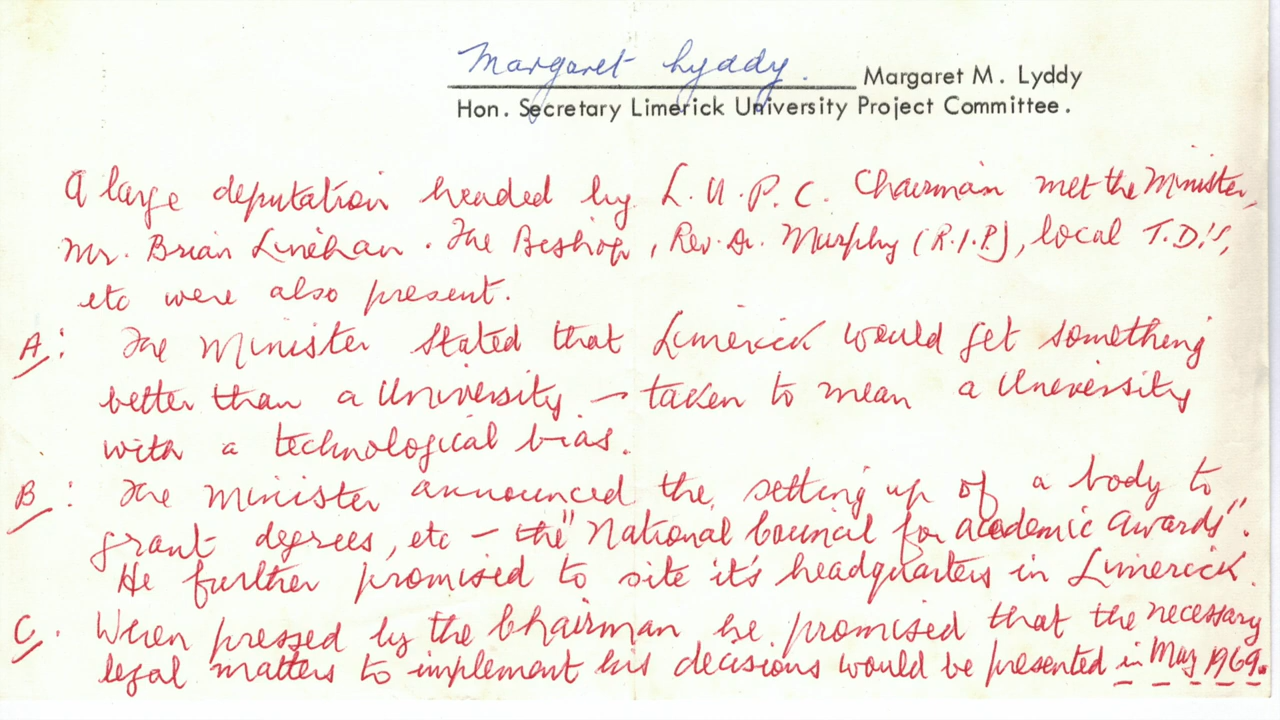 Margaret Lyddy. Margaret M. Lyddy
Hon. Secretary Limerick University Project Committee.
A large deputation headed by L.U.P.C. Chairman met the Minister,
Mr. Brian Linehan. The Bishop, Rev. Dr. Murphy (R.I.P), local T.D.'s,
etc were also present.
A: The Minister stated that Limerick would get something
better than a University - taken to mean a University
with a technological bias.
B: The Minister announced the setting up of a body to
grant degrees, etc - the "National Council for academic awards".
He further promised to site it's headquarters in Limerick.
C. When pressed by the Chairman he promised that the necessary
legal matters to implement his decisions would be presented in May 1969.